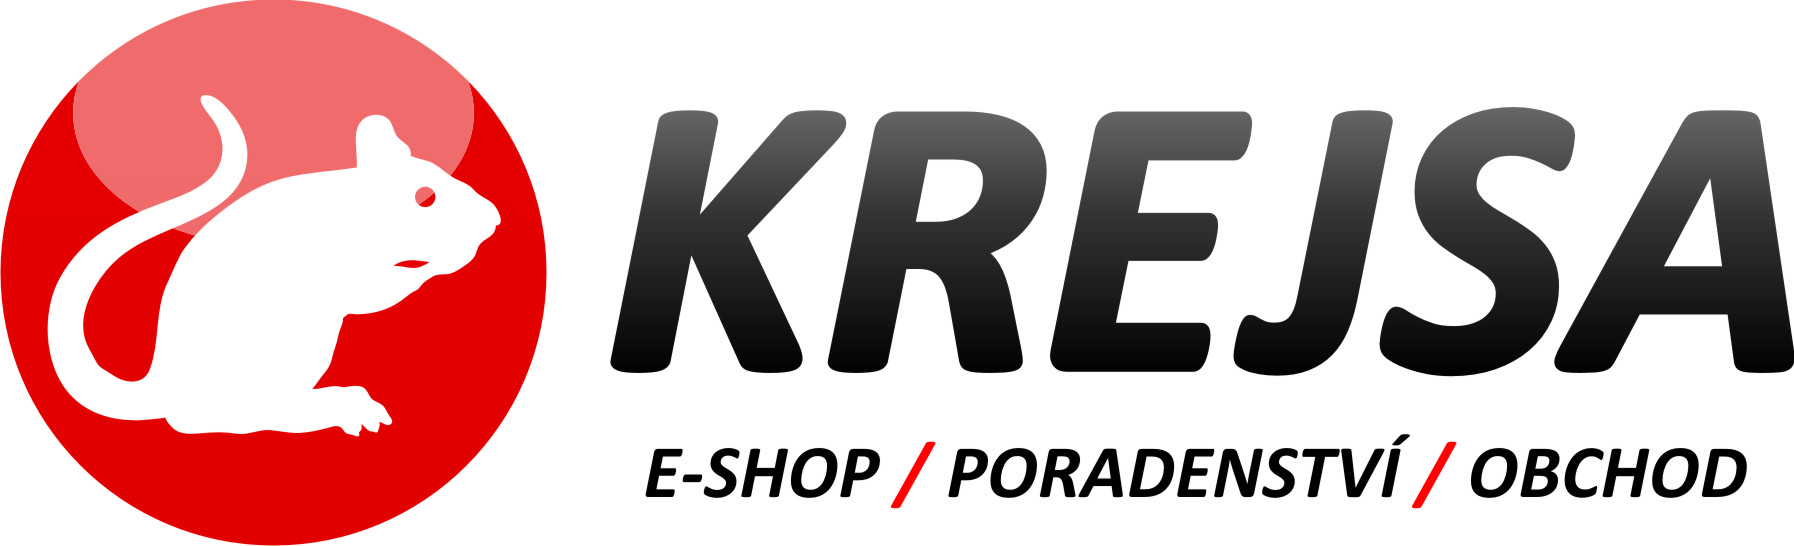 KREJSA
E-SHOP / PORADENSTVÍ / OBCHOD